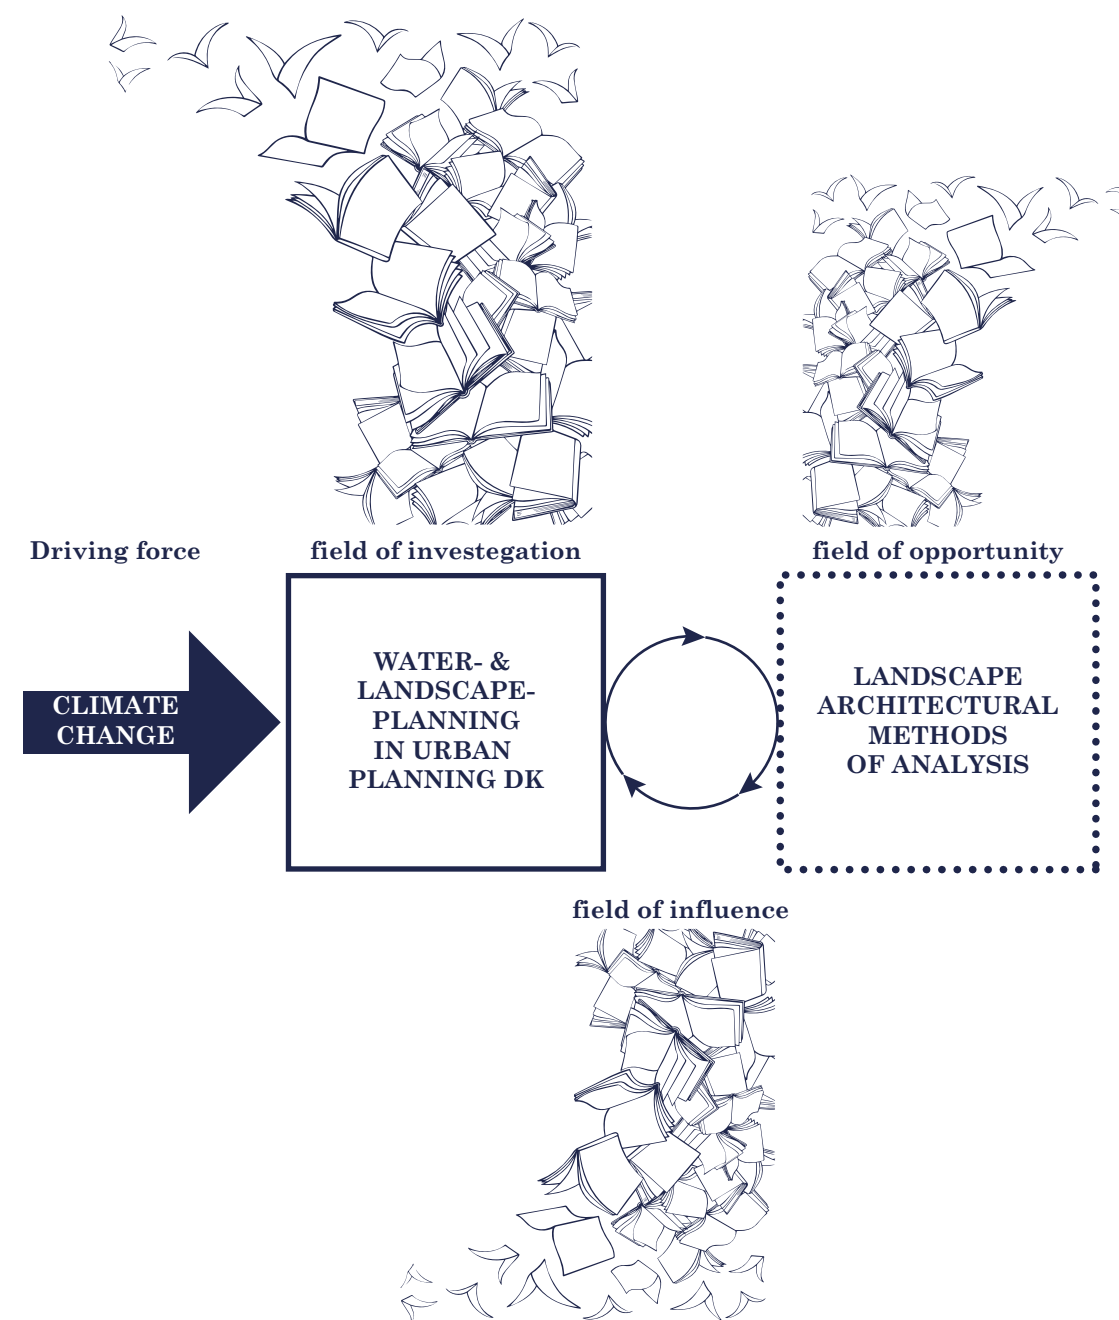 Driving force
field of investegation
field of opportunity
CLIMATE
CHANGE
WATER- &
LANDSCAPE-
PLANNING
IN URBAN
PLANNING DK
LANDSCAPE
ARCHITECTURAL
METHODS
OF ANALYSIS
field of influence